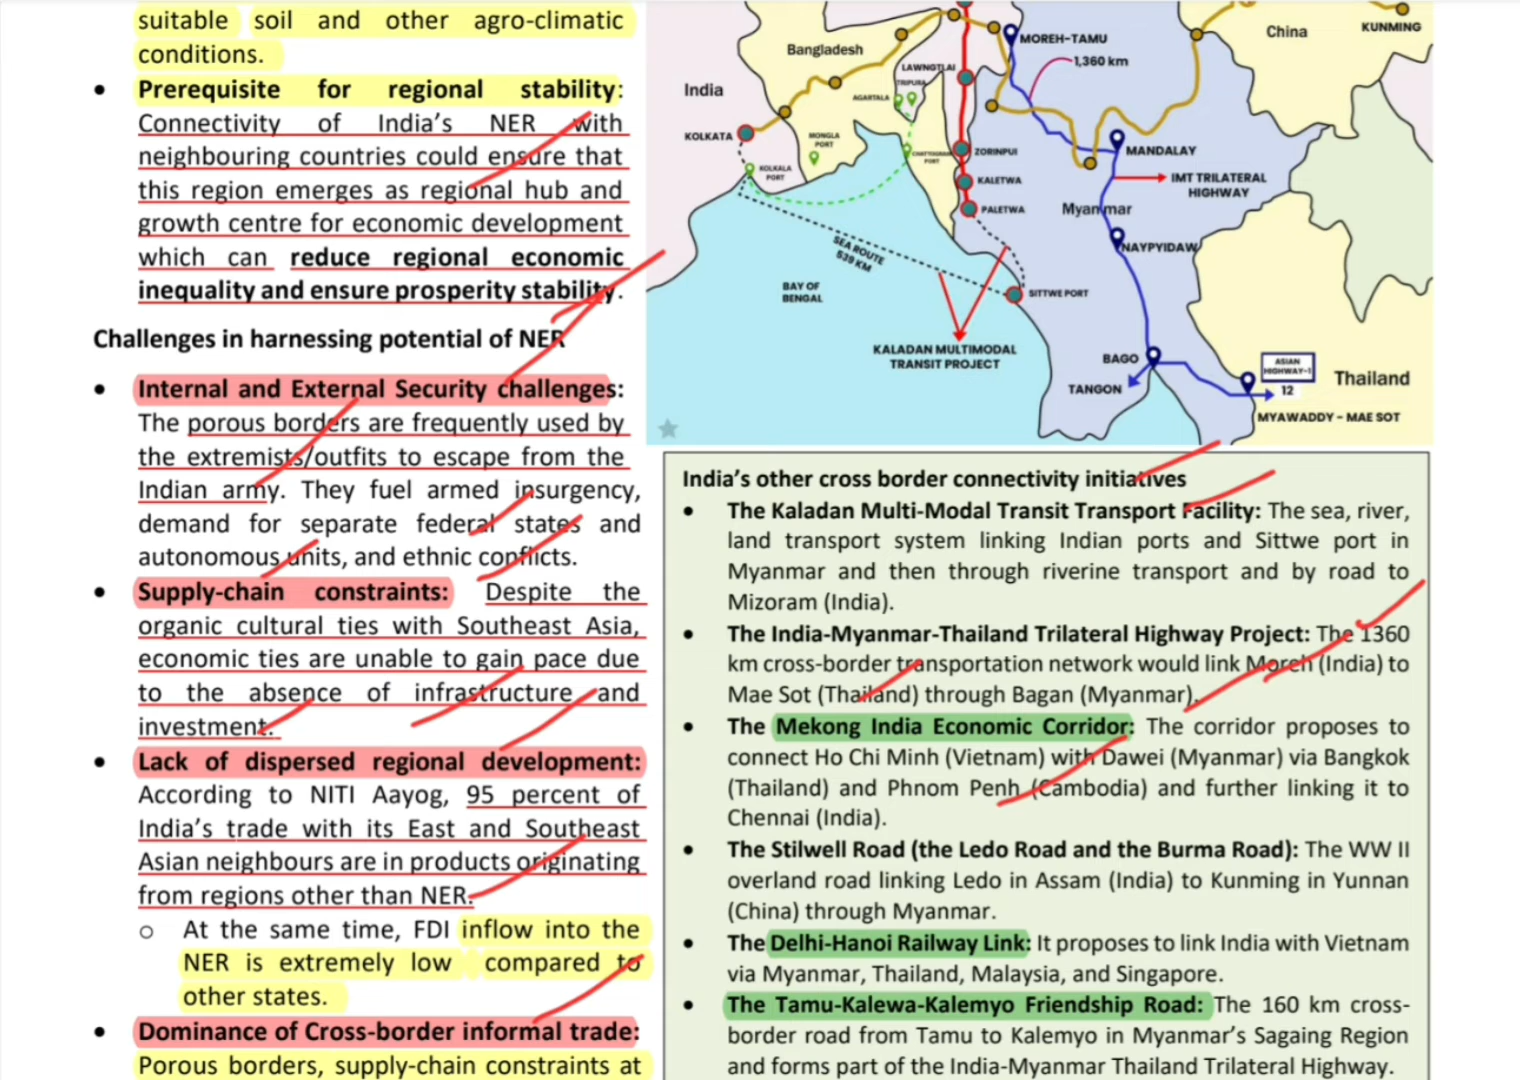 suitable soil and other agro-climatic
conditions.
• Prerequisite for regional stability:
Connectivity of India's NER with
neighbouring countries could ensure that
this region emerges as regional hub and
growth centre for economic development
which can reduce regional economic
inequality and ensure prosperity stability.
Challenges in harnessing potential of NER
• Internal and External Security challenges:
The porous borders are frequently used by
the extremists/outfits to escape from the
Indian army. They fuel armed insurgency,
demand for separate federal states and
autonomous units, and ethnic conflicts.
• Supply-chain constraints: Despite the
organic cultural ties with Southeast Asia,
economic ties are unable to gain pace due
to the absence of infrastructure and
investment.
• Lack of dispersed regional development:
According to NITI Aayog, 95 percent of
India's trade with its East and Southeast
Asian neighbours are in products originating
from regions other than NER.
o At the same time, FDI inflow into the
NER is extremely low compared to
other states.
• Dominance of Cross-border informal trade:
Porous borders, supply-chain constraints at
China
KUNMING
MOREH-TAMU
1,360 km
Bangladesh
LAWNGTLAI
TRIPURA
AGARTALA
India
KOLKATA
MONGLA
PORT
CHATTOGRAM
PORT
ZORINPUI
MANDALAY
KOLKALA
PORT
KALETWA
IMT TRILATERAL
HIGHWAY
PALETWA
Myanmar
NAYPYIDAW
SEA ROUTE
539 KM
BAY OF
BENGAL
SITTWE PORT
KALADAN MULTIMODAL
TRANSIT PROJECT
BAGO
TANGON
ASIAN
HIGHWAY-1
12
Thailand
MYAWADDY - MAE SOT
India's other cross border connectivity initiatives
• The Kaladan Multi-Modal Transit Transport Facility: The sea, river,
land transport system linking Indian ports and Sittwe port in
Myanmar and then through riverine transport and by road to
Mizoram (India).
• The India-Myanmar-Thailand Trilateral Highway Project: The 1360
km cross-border transportation network would link Moreh (India) to
Mae Sot (Thailand) through Bagan (Myanmar).
• The Mekong India Economic Corridor: The corridor proposes to
connect Ho Chi Minh (Vietnam) with Dawei (Myanmar) via Bangkok
(Thailand) and Phnom Penh (Cambodia) and further linking it to
Chennai (India).
• The Stilwell Road (the Ledo Road and the Burma Road): The WW II
overland road linking Ledo in Assam (India) to Kunming in Yunnan
(China) through Myanmar.
• The Delhi-Hanoi Railway Link: It proposes to link India with Vietnam
via Myanmar, Thailand, Malaysia, and Singapore.
• The Tamu-Kalewa-Kalemyo Friendship Road: The 160 km cross-
border road from Tamu to Kalemyo in Myanmar's Sagaing Region
and forms part of the India-Myanmar Thailand Trilateral Highway.